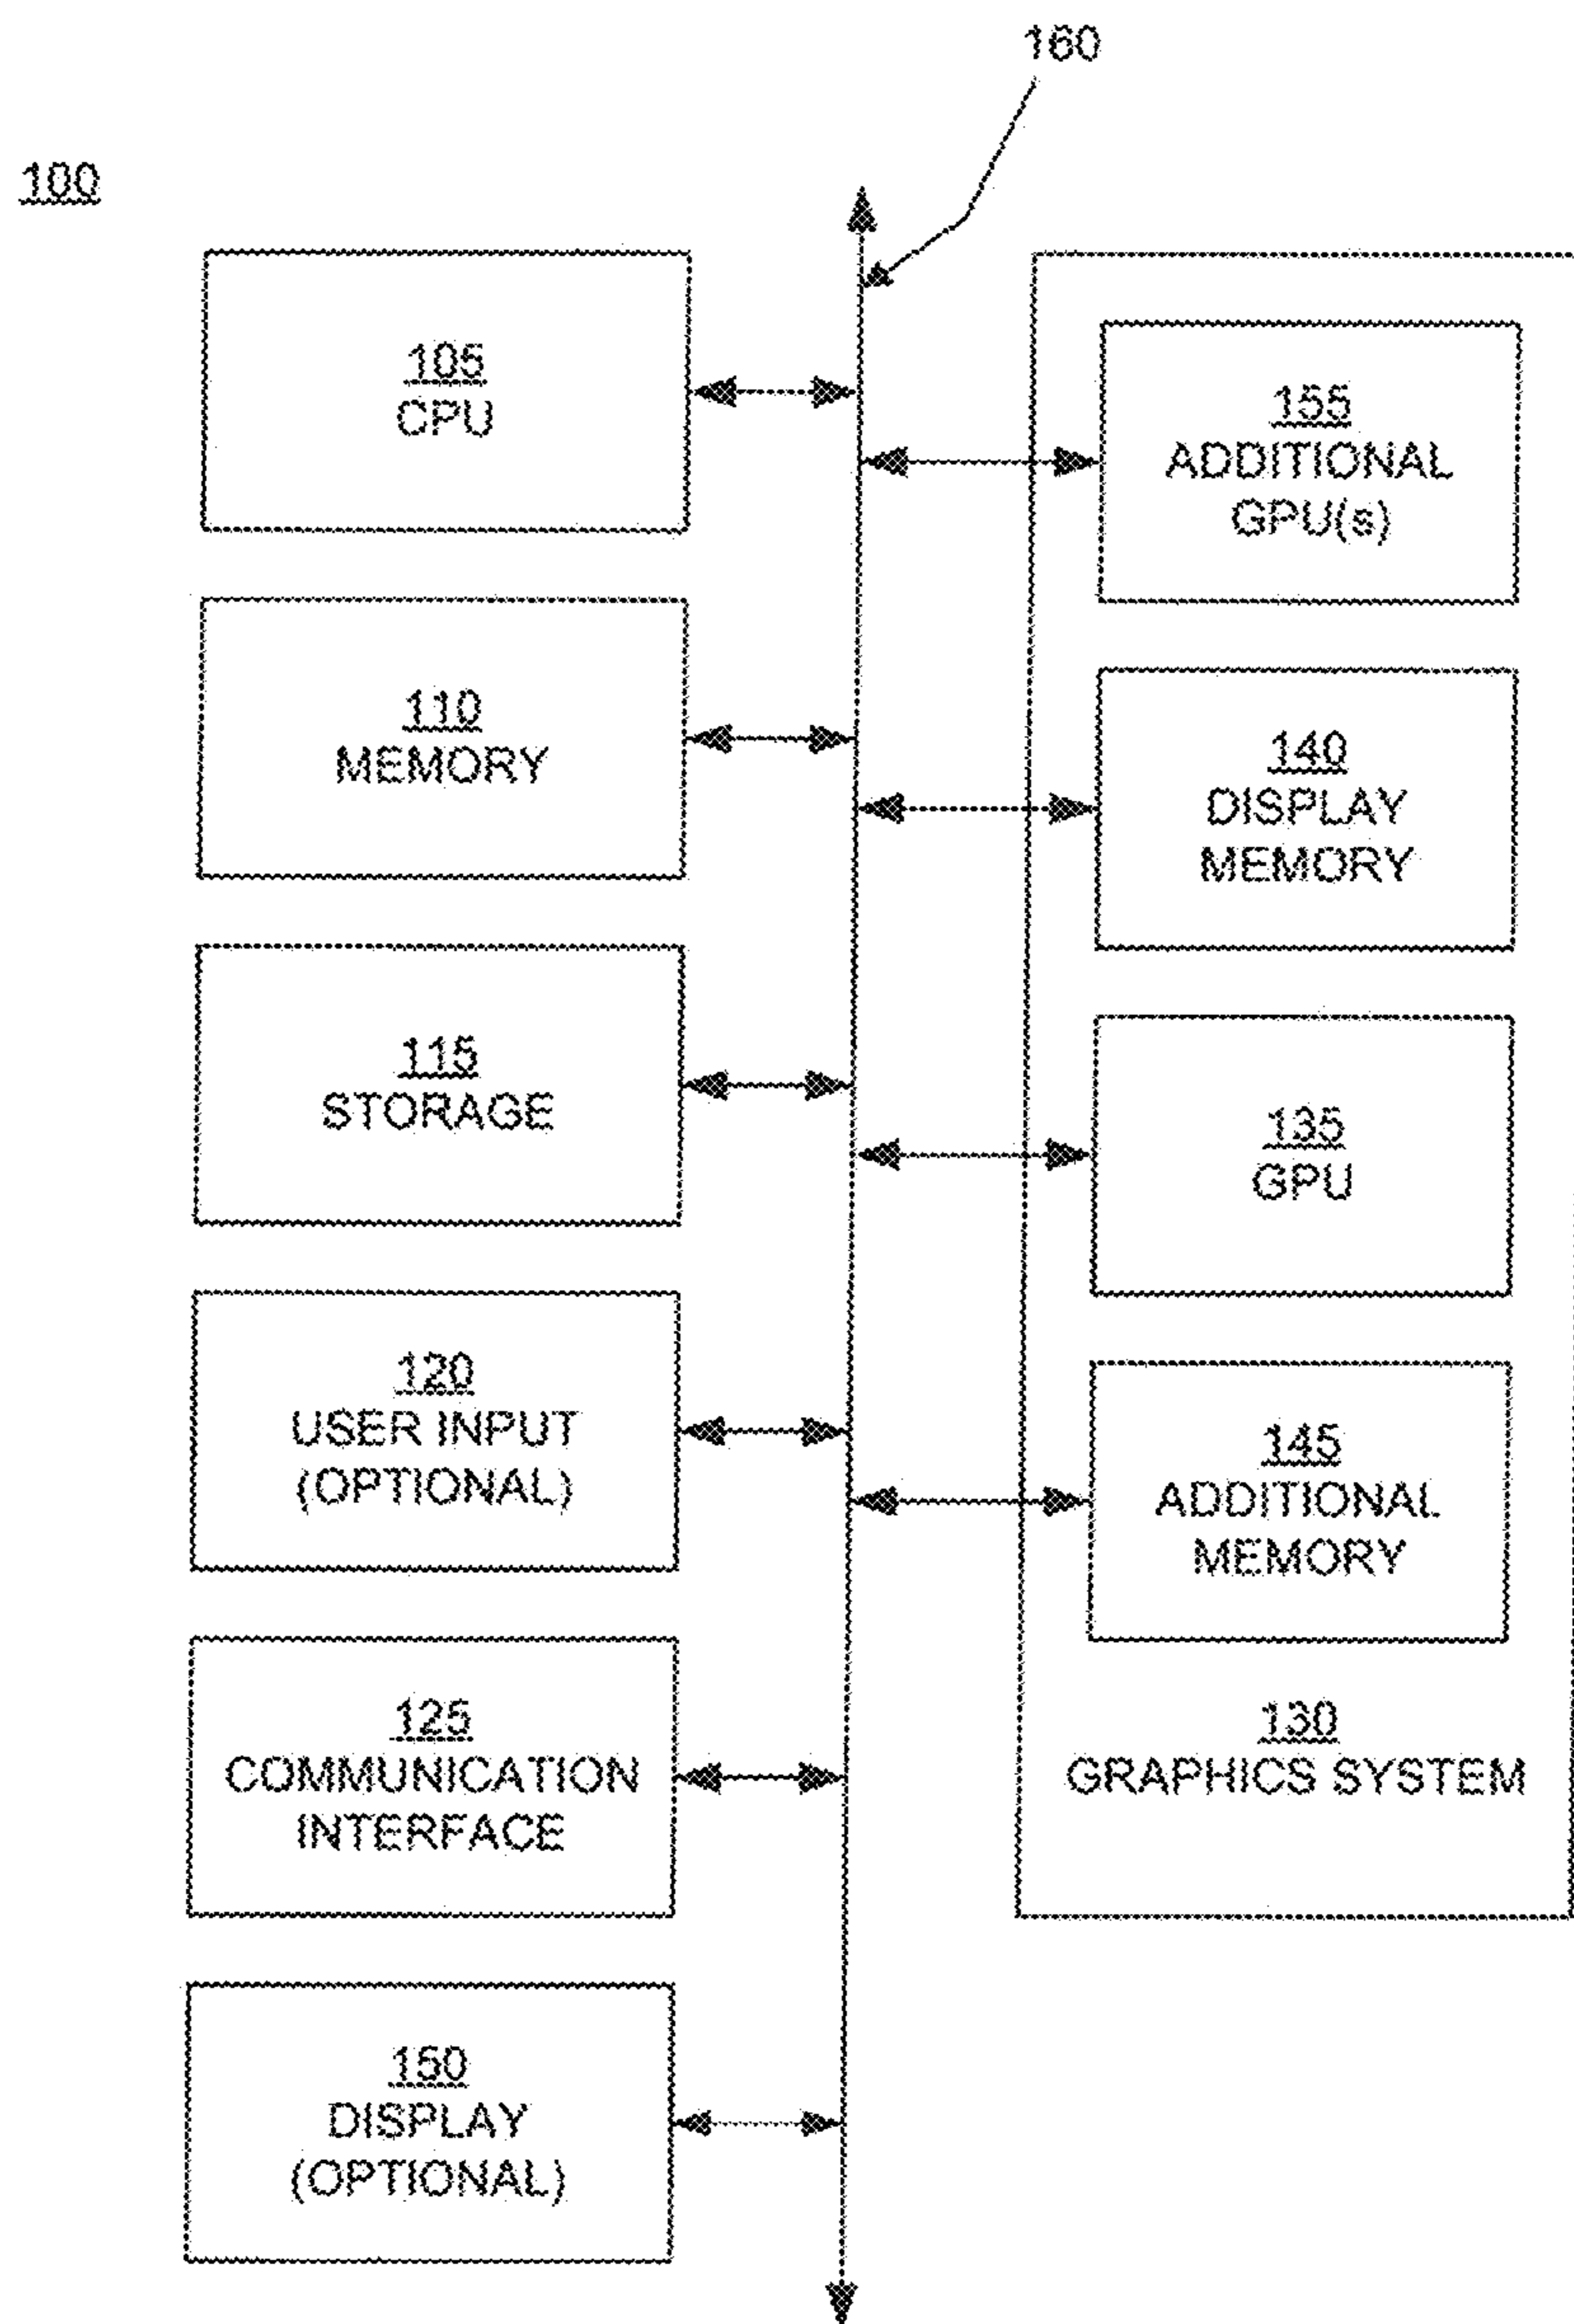 160
100
105
CPU
110
MEMORY
115
STORAGE
120
USER INPUT
(OPTIONAL)
125
COMMUNICATION
INTERFACE
150
DISPLAY
(OPTIONAL)
155
ADDITIONAL
GPU(s)
140
DISPLAY
MEMORY
135
GPU
145
ADDITIONAL
MEMORY
130
GRAPHICS SYSTEM